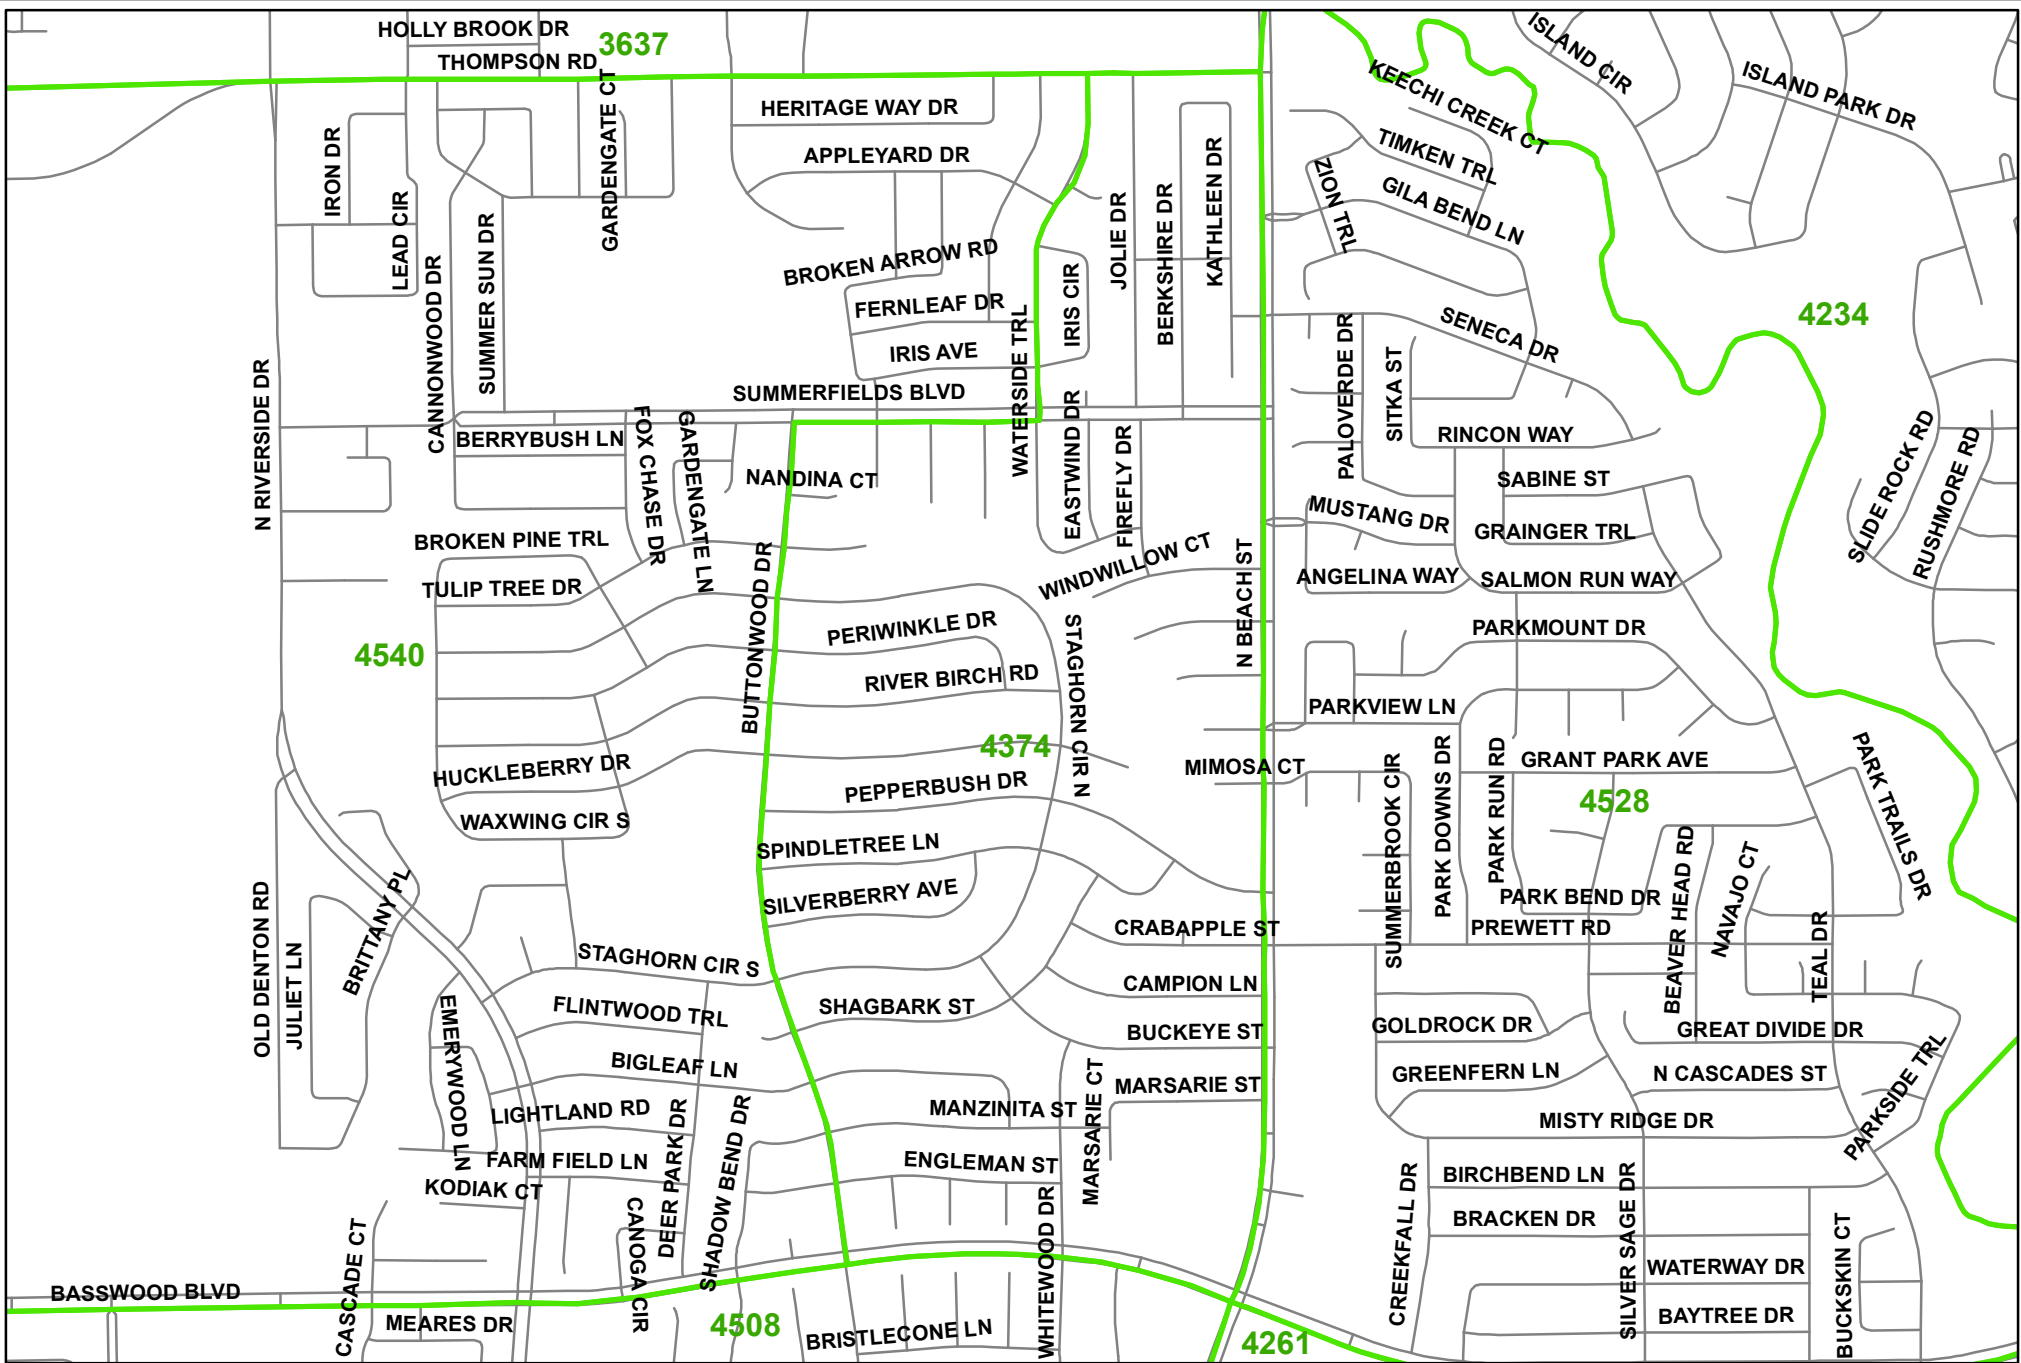 HOLLY BROOK DR
3637
THOMPSON RD
ISLAND CIR
ISLAND PARK DR
KEECHI CREEK CT
HERITAGE WAY DR
GARDENGATE CT
IRON DR
APPLEYARD DR
TIMKEN TRL
ZION TRL
GILA BEND LN
KATHLEEN DR
BERKSHIRE DR
JOLIE DR
LEAD CIR
SUMMER SUN DR
CANNONWOOD DR
BROKEN ARROW RD
FERNLEAF DR
IRIS CIR
IRIS AVE
WATERSIDE TRL
4234
SENECA DR
PALOVERDE DR
SITKA ST
SUMMERFIELDS BLVD
N RIVERSIDE DR
BERRYBUSH LN
FOX CHASE DR
GARDENGATE LN
NANDINA CT
EASTWIND DR
FIREFLY DR
RINCON WAY
SABINE ST
SLIDE ROCK RD
RUSHMORE RD
MUSTANG DR
GRAINGER TRL
BROKEN PINE TRL
TULIP TREE DR
WINDWILLOW CT
ANGELINA WAY
SALMON RUN WAY
N BEACH ST
BUTTONWOOD DR
PERIWINKLE DR
STAGHORN CIR N
PARKMOUNT DR
4540
RIVER BIRCH RD
PARKVIEW LN
4374
HUCKLEBERRY DR
MIMOSA CT
GRANT PARK AVE
PARK TRAILS DR
PEPPERBUSH DR
SUMMERBROOK CIR
PARK DOWNS DR
PARK RUN RD
4528
WAXWING CIR S
SPINDLETREE LN
SILVERBERRY AVE
PARK BEND DR
BEAVER HEAD RD
NAVAJO CT
BRITTANY PL
OLD DENTON RD
JULIET LN
CRABAPPLE ST
PREWETT RD
TEAL DR
STAGHORN CIR S
CAMPION LN
FLINTWOOD TRL
SHAGBARK ST
BUCKEYE ST
GOLDROCK DR
GREAT DIVIDE DR
EMERYWOOD LN
BIGLEAF LN
MARSARIE CT
MARSARIE ST
GREENFERN LN
N CASCADES ST
PARKSIDE TRL
LIGHTLAND RD
MANZINITA ST
MISTY RIDGE DR
DEER PARK DR
SHADOW BEND DR
FARM FIELD LN
ENGLEMAN ST
BIRCHBEND LN
KODIAK CT
CANOGA CIR
WHITEWOOD DR
CREEKFALL DR
BRACKEN DR
SILVER SAGE DR
BUCKSKIN CT
CASCADE CT
WATERWAY DR
BASSWOOD BLVD
BAYTREE DR
MEARES DR
4508
BRISTLECONE LN
4261